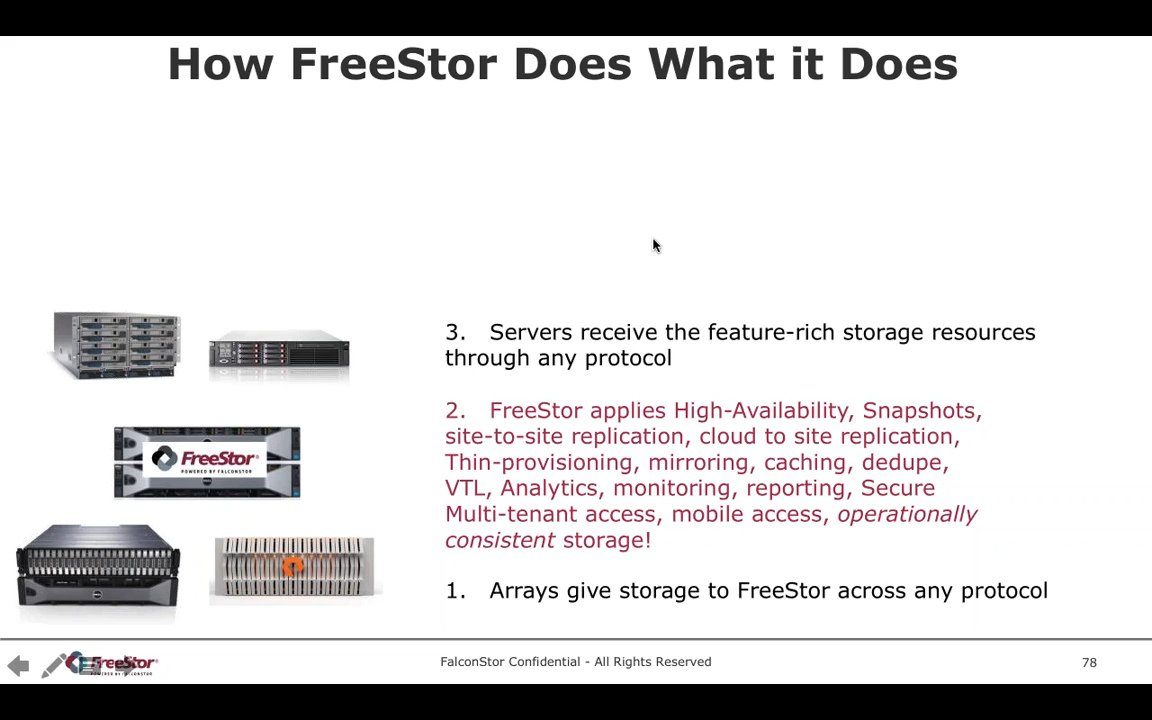 How FreeStor Does What it Does
3. Servers receive the feature-rich storage resources
through any protocol
2. FreeStor applies High-Availability, Snapshots,
site-to-site replication, cloud to site replication,
Thin-provisioning, mirroring, caching, dedupe,
VTL, Analytics, monitoring, reporting, Secure
Multi-tenant access, mobile access, operationally
consistent storage!
FreeStor®
POWERED BY FALCONSTOR
1. Arrays give storage to FreeStor across any protocol
FreeStor®
POWERED BY FALCONSTOR
FalconStor Confidential - All Rights Reserved
78